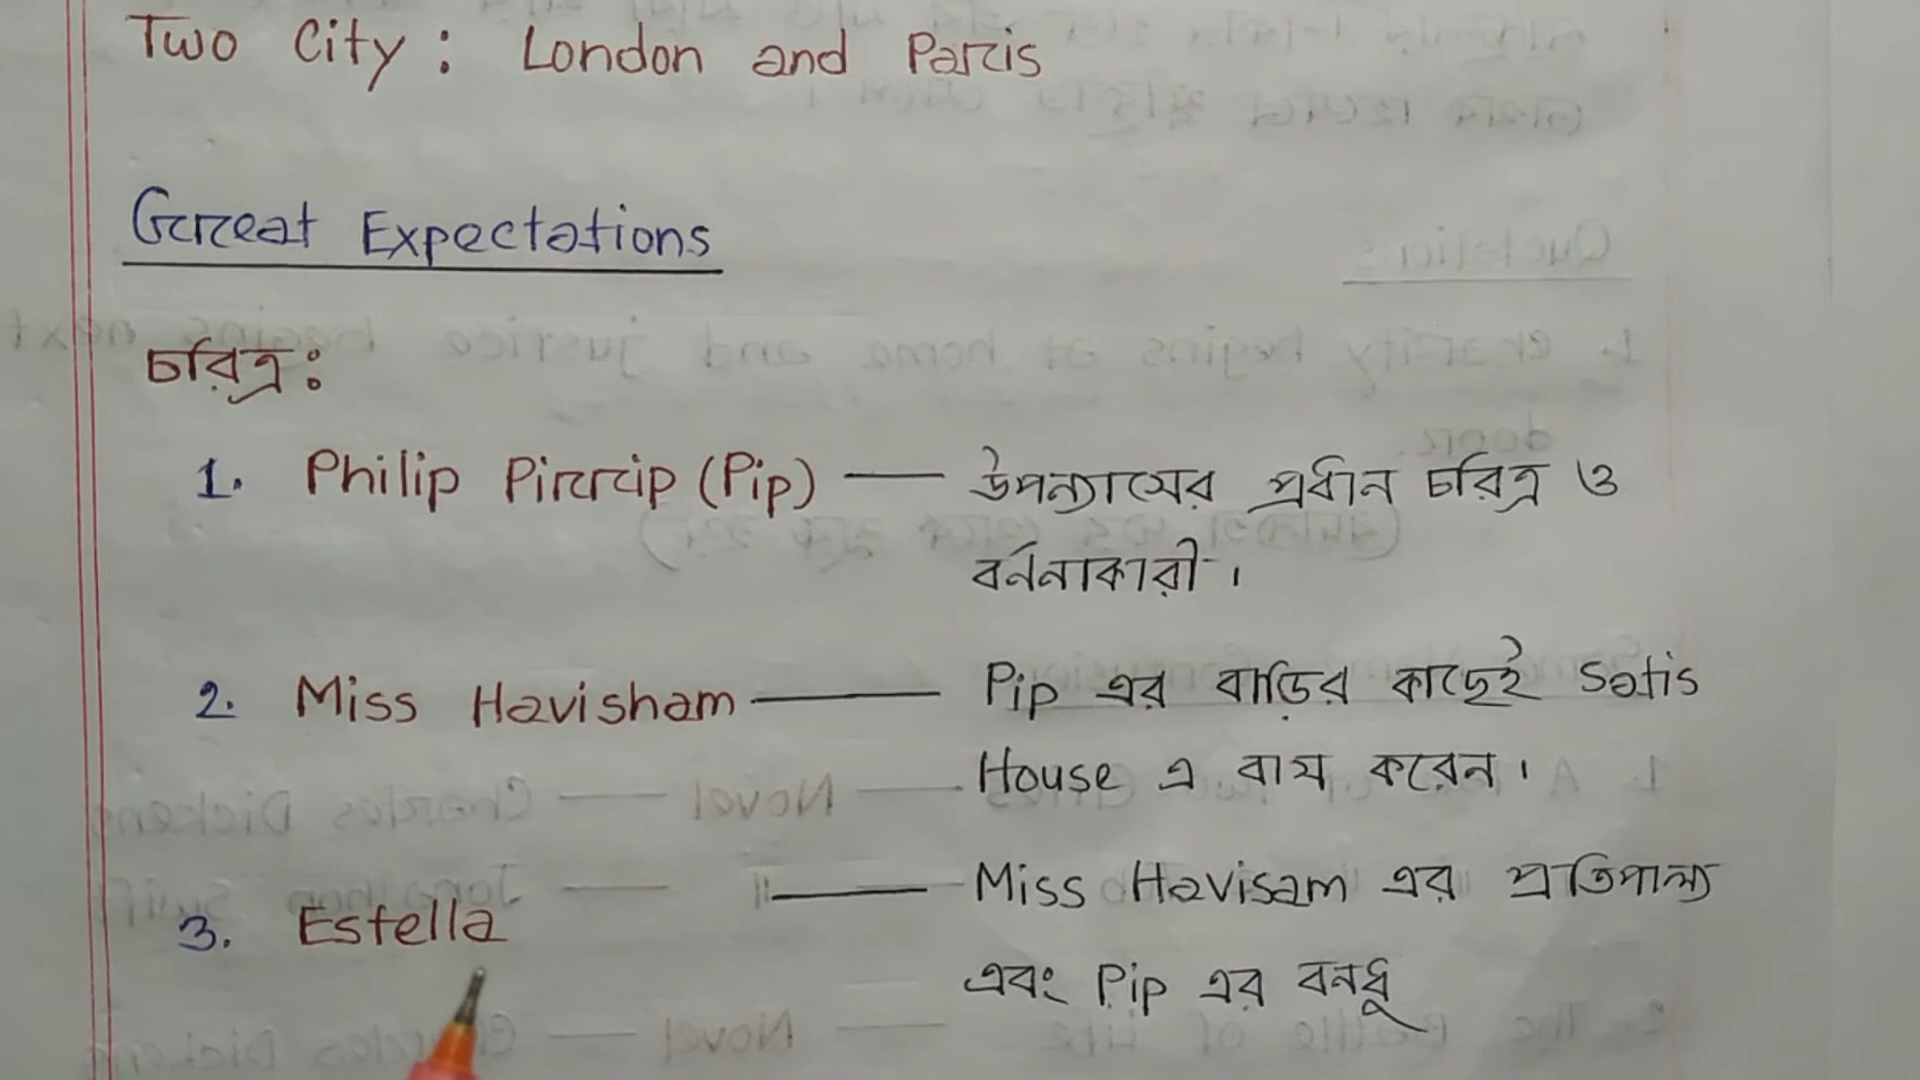 Two City : London and Paris
Great Expectations
চরিত্র :
1. Philip Pirrip (Pip) — উপন্যাসের প্রধান চরিত্র ও
বর্ননাকারী ।
2. Miss Havisham — Pip এর বাড়ির কাছেই Satis
House এ বাস করেন ।
3. Estella — Miss Havisam এর প্রতিপাল্য
এবং Pip এর বন্ধু